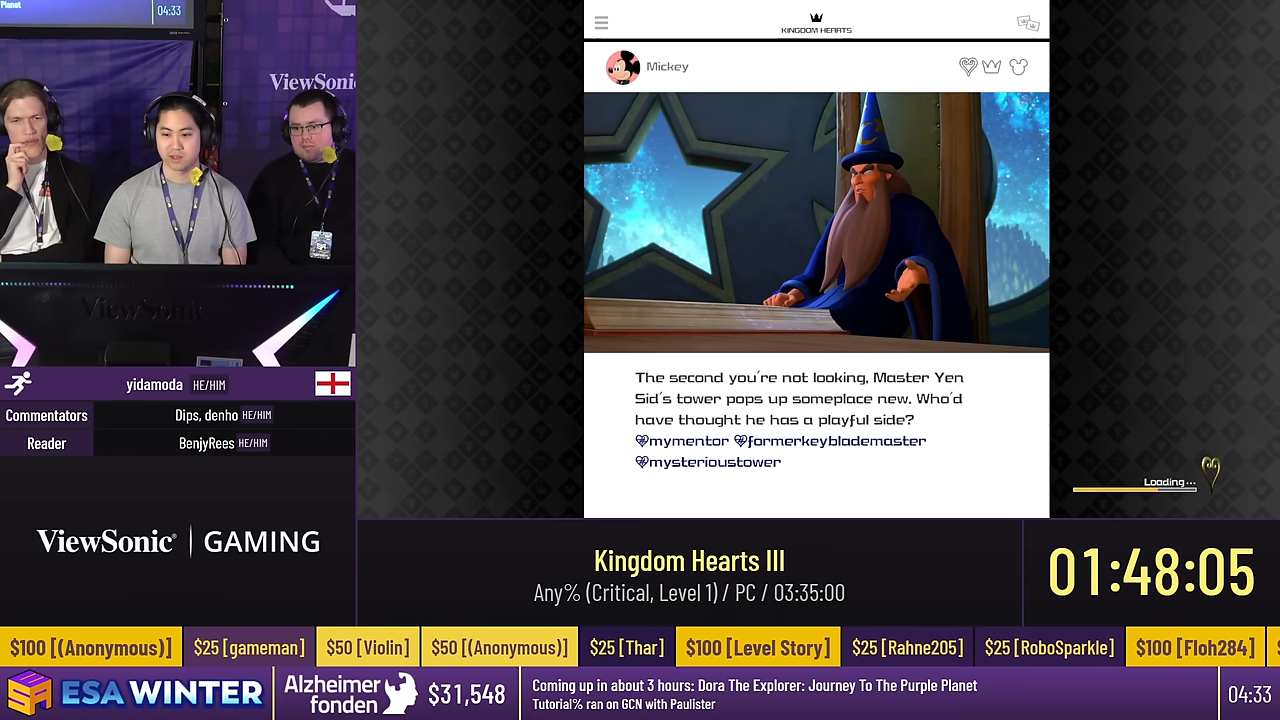 Planet
04:33
ViewSonic
ViewSonic
yidamoda HE/HIM
Commentators Dips, denho HE/HIM
Reader BenjyRees HE/HIM
ViewSonic® | GAMING
KINGDOM HEARTS
Mickey
The second you're not looking, Master Yen
Sid's tower pops up someplace new. Who'd
have thought he has a playful side?
mymentor formerkeyblademaster
mysterioustower
Loading...
Kingdom Hearts III
Any% (Critical, Level 1) / PC / 03:35:00
01:48:05
$100 [(Anonymous)] $25 [gameman] $50 [Violin] $50 [(Anonymous)] $25 [Thar] $100 [Level Story] $25 [Rahne205] $25 [RoboSparkle] $100 [Floh284]
ESA WINTER
Alzheimer
fonden
$31,548
Coming up in about 3 hours: Dora The Explorer: Journey To The Purple Planet
Tutorial% ran on GCN with Paulister
04:33